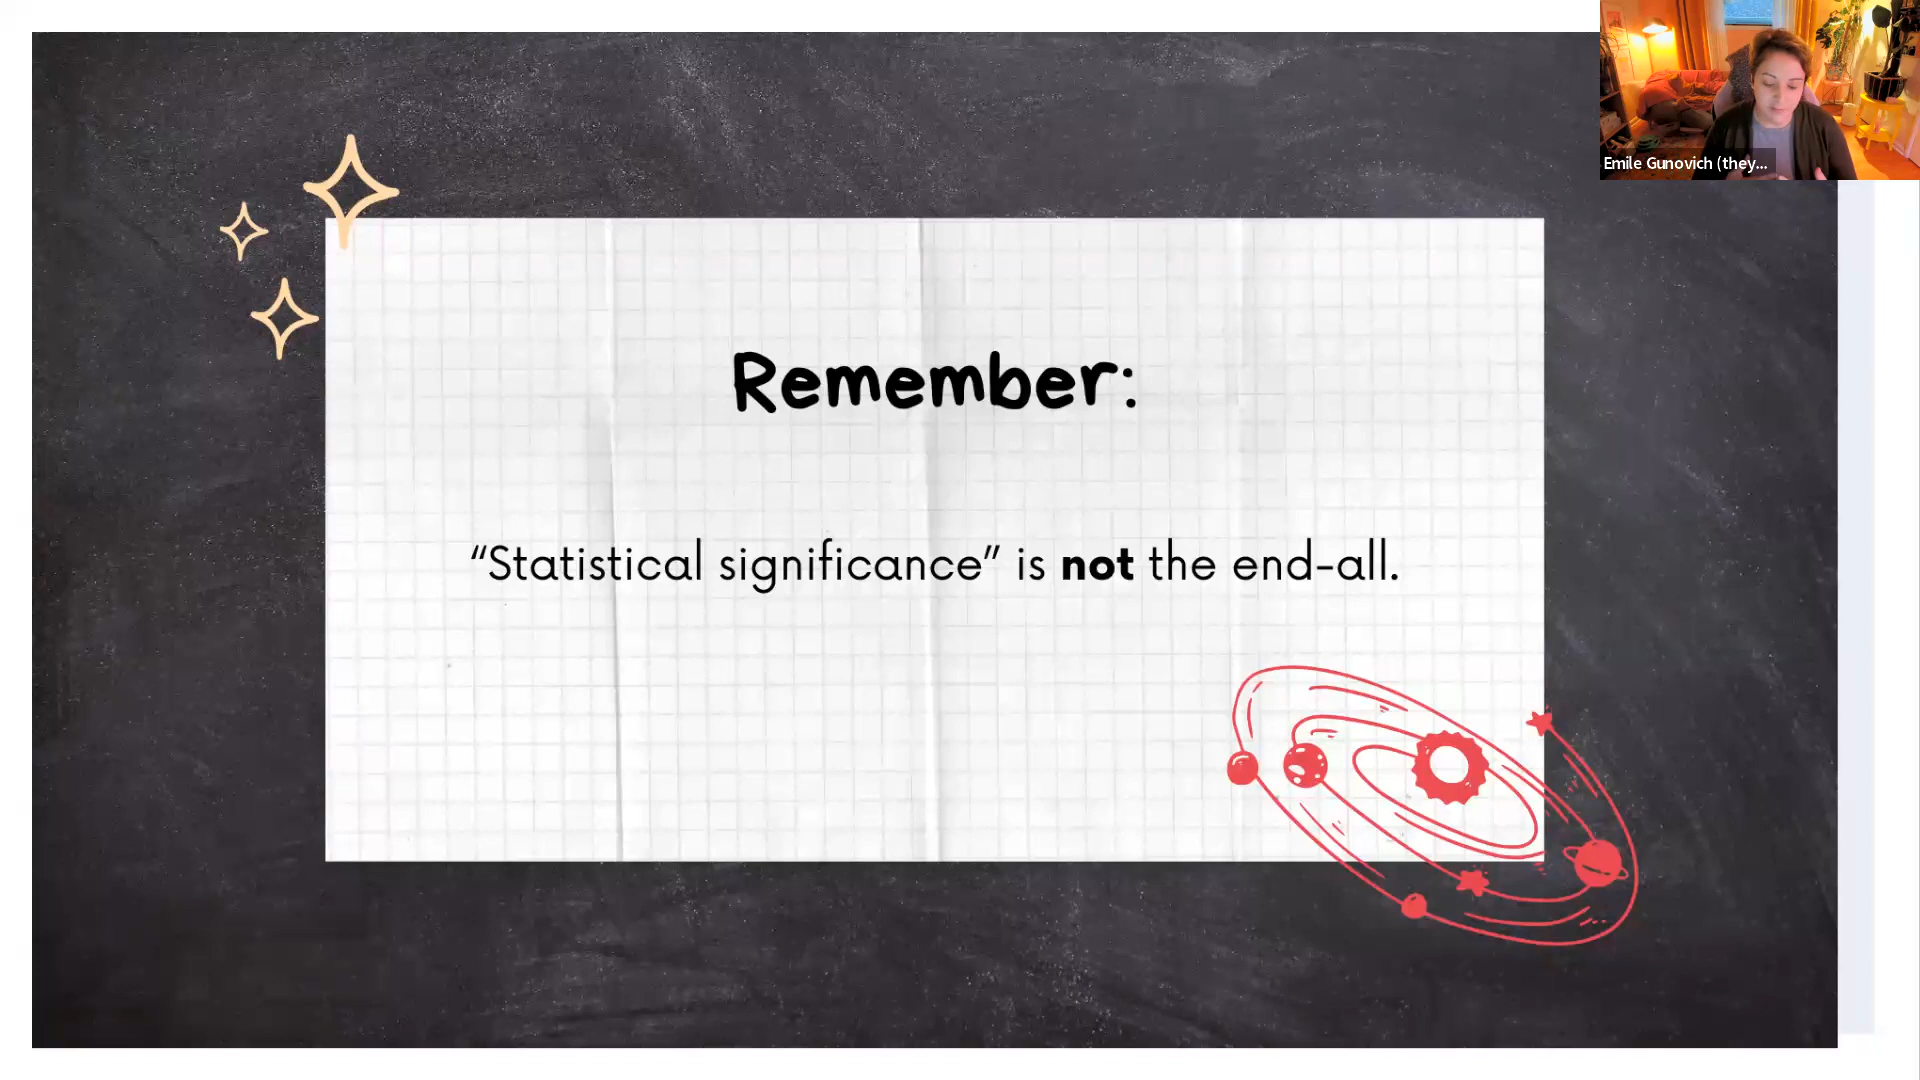 Emile Gunovich (they...
Remember:
“Statistical significance” is not the end-all.